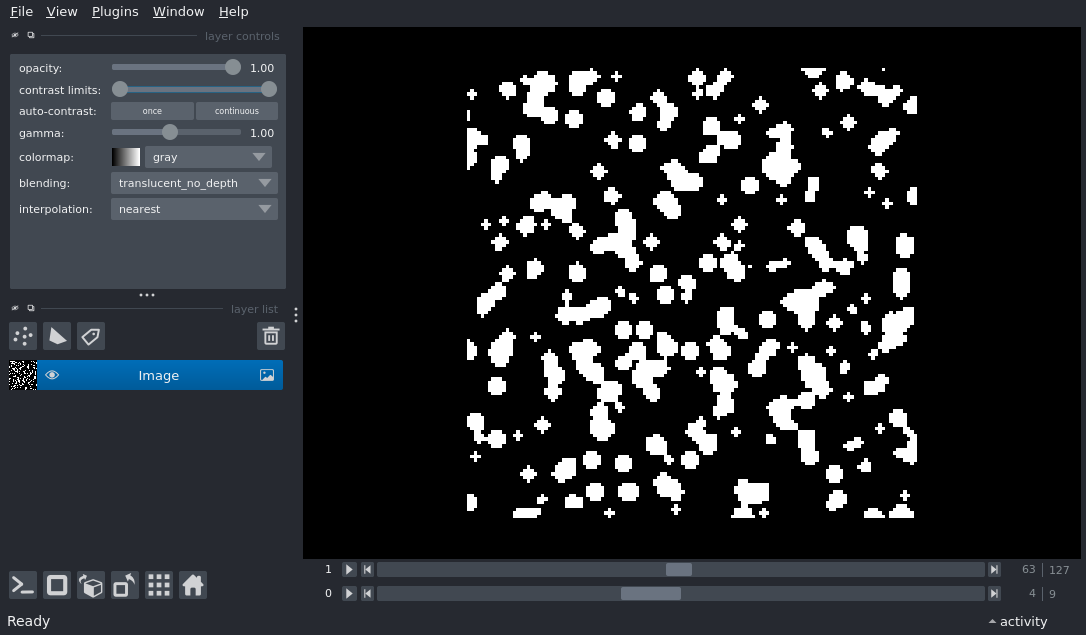 File View Plugins Window Help
layer controls
opacity: 1.00
contrast limits:
auto-contrast: once continuous
gamma: 1.00
colormap: gray
blending: translucent_no_depth
interpolation: nearest
layer list
Image
1 63 127
0 4 9
Ready activity